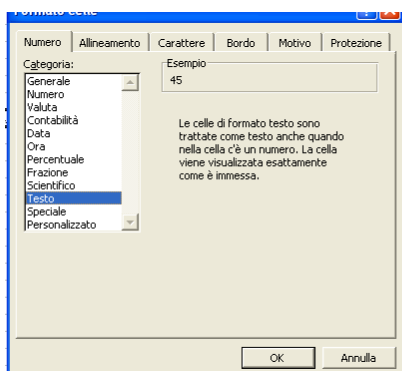 Formato celle
Numero Allineamento Carattere Bordo Motivo Protezione
Categoria:
Generale
Numero
Valuta
Contabilità
Data
Ora
Percentuale
Frazione
Scientifico
Testo
Speciale
Personalizzato
Esempio
45
Le celle di formato testo sono
trattate come testo anche quando
nella cella c'è un numero. La cella
viene visualizzata esattamente
come è immessa.
OK Annulla